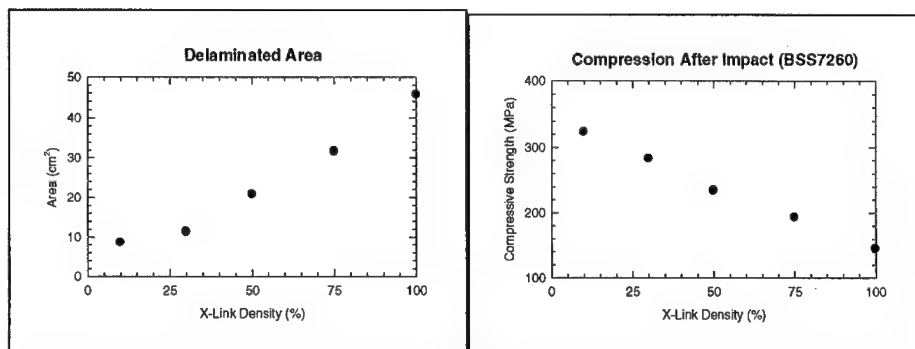 Delaminated Area
50
40
30
20
10
0
Area (cm²)
0 25 50 75 100
X-Link Density (%)
Compression After Impact (BSS7260)
400
300
200
100
Compressive Strength (MPa)
0 25 50 75 100
X-Link Density (%)